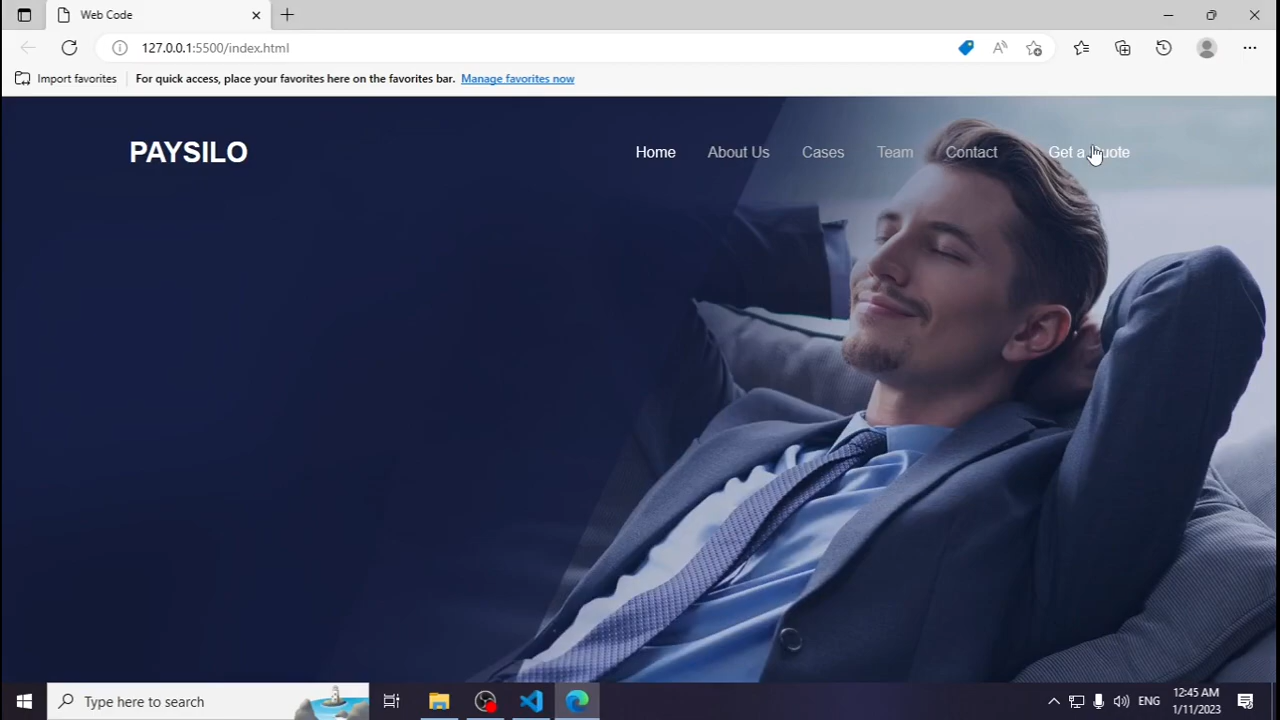 Web Code
127.0.0.1:5500/index.html
Import favorites For quick access, place your favorites here on the favorites bar. Manage favorites now
PAYSILO Home About Us Cases Team Contact Get a Quote
Type here to search ENG 12:45 AM
1/11/2023